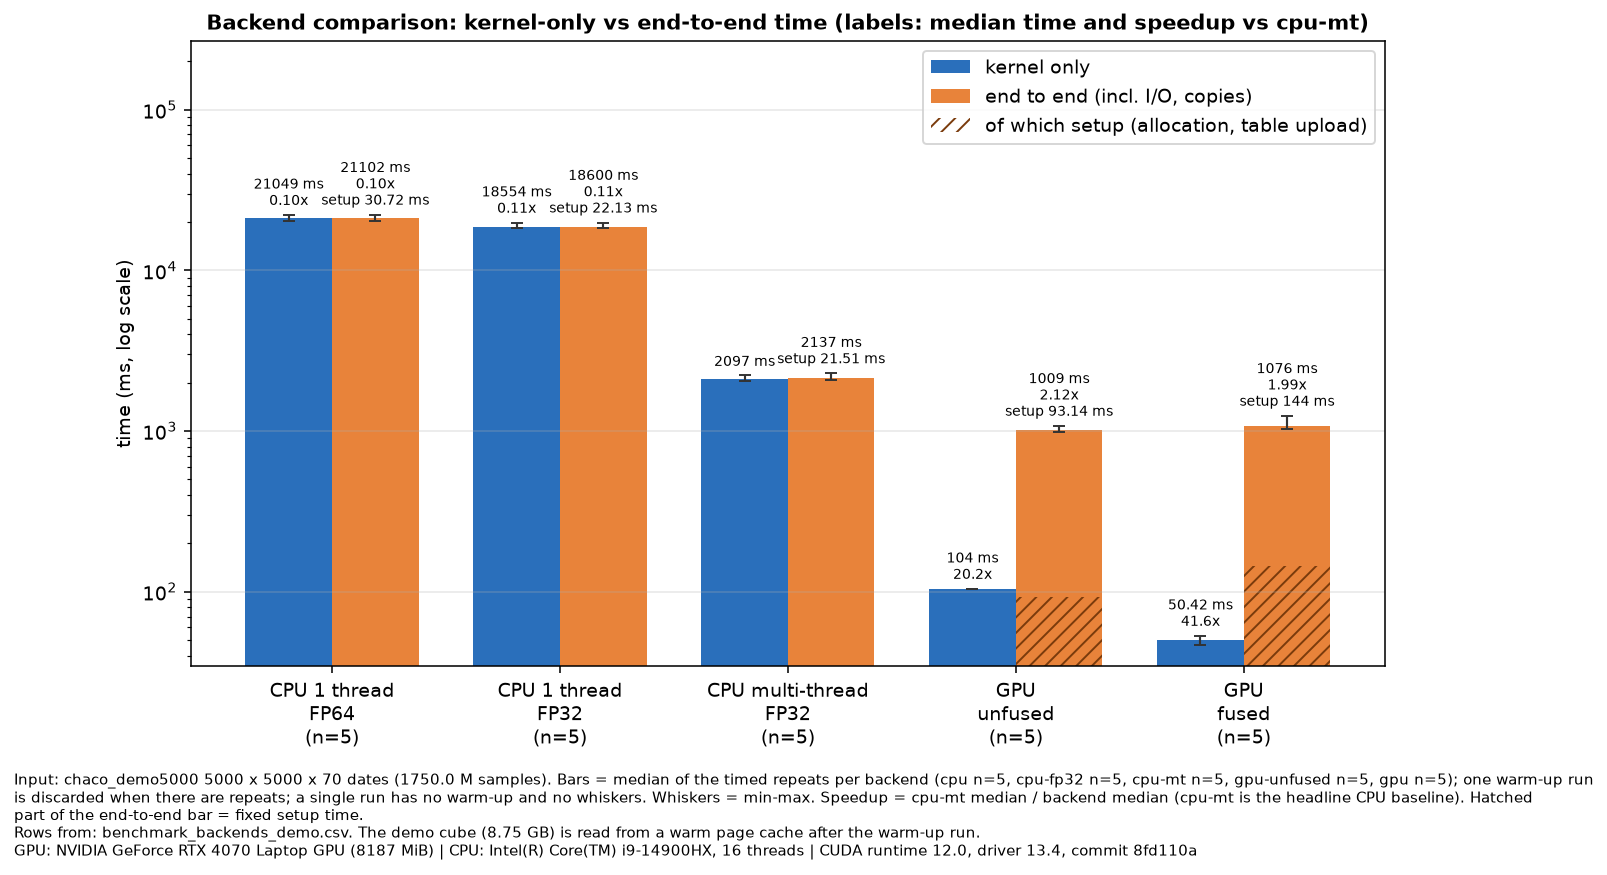 Backend comparison: kernel-only vs end-to-end time (labels: median time and speedup vs cpu-mt)
kernel only
end to end (incl. I/O, copies)
of which setup (allocation, table upload)
time (ms, log scale)
10^5
10^4
10^3
10^2
21049 ms
0.10x
21102 ms
0.10x
setup 30.72 ms
18554 ms
0.11x
18600 ms
0.11x
setup 22.13 ms
2097 ms
2137 ms
setup 21.51 ms
104 ms
20.2x
1009 ms
2.12x
setup 93.14 ms
50.42 ms
41.6x
1076 ms
1.99x
setup 144 ms
CPU 1 thread
FP64
(n=5)
CPU 1 thread
FP32
(n=5)
CPU multi-thread
FP32
(n=5)
GPU
unfused
(n=5)
GPU
fused
(n=5)
Input: chaco_demo5000 5000 x 5000 x 70 dates (1750.0 M samples). Bars = median of the timed repeats per backend (cpu n=5, cpu-fp32 n=5, cpu-mt n=5, gpu-unfused n=5, gpu n=5); one warm-up run
is discarded when there are repeats; a single run has no warm-up and no whiskers. Whiskers = min-max. Speedup = cpu-mt median / backend median (cpu-mt is the headline CPU baseline). Hatched
part of the end-to-end bar = fixed setup time.
Rows from: benchmark_backends_demo.csv. The demo cube (8.75 GB) is read from a warm page cache after the warm-up run.
GPU: NVIDIA GeForce RTX 4070 Laptop GPU (8187 MiB) | CPU: Intel(R) Core(TM) i9-14900HX, 16 threads | CUDA runtime 12.0, driver 13.4, commit 8fd110a